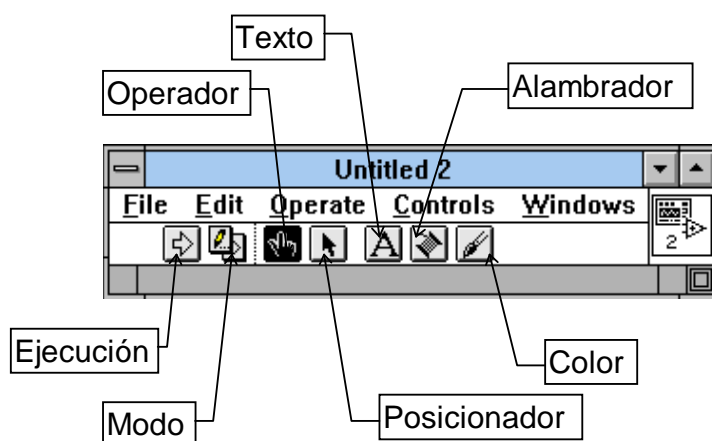 Texto
Operador
Alambrador
Untitled 2
File Edit Operate Controls Windows
2
A
Ejecución
Color
Modo
Posicionador